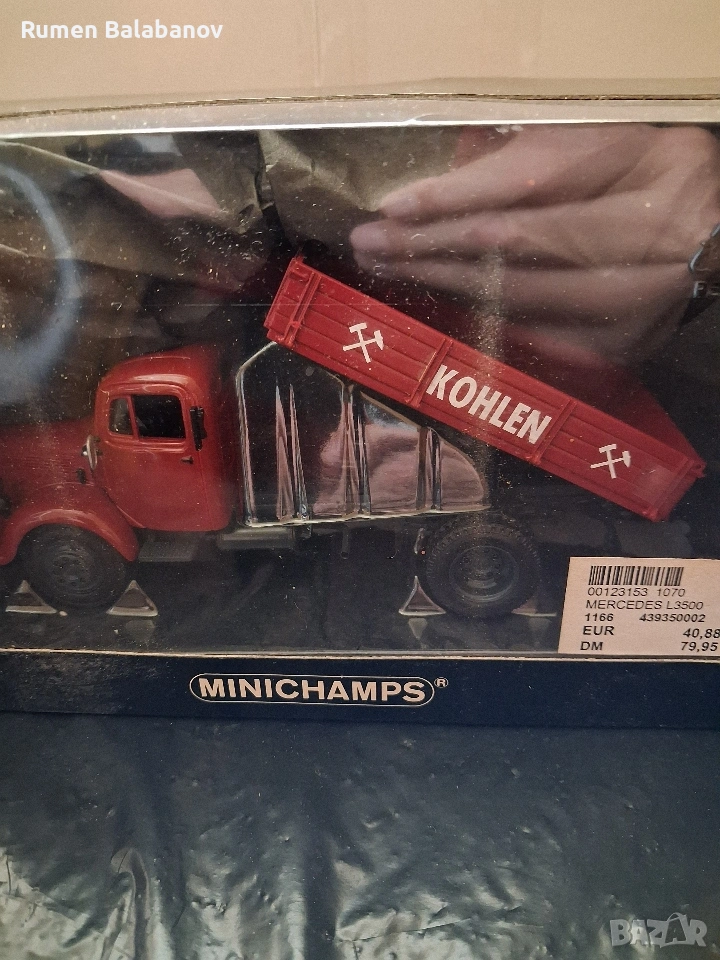 Rumen Balabanov
KOHLEN
00123153 1070
MERCEDES L3500
1166 439350002
EUR 40,88
DM 79,95
MINICHAMPS®
BAZAR